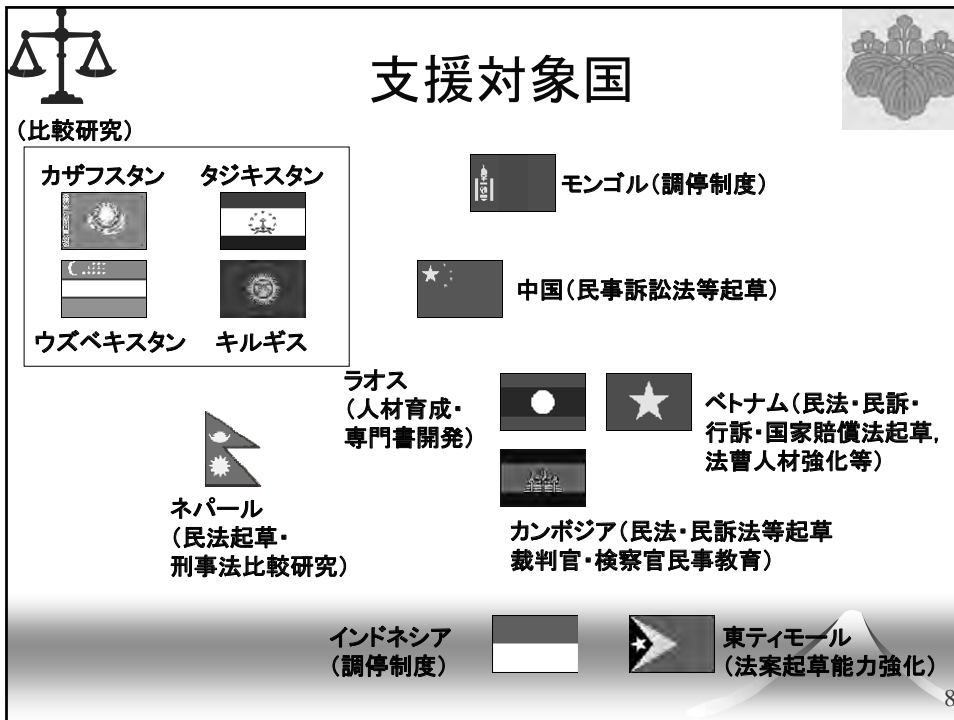 支援対象国
（比較研究）
カザフスタン
タジキスタン
ウズベキスタン
キルギス
モンゴル（調停制度）
中国（民事訴訟法等起草）
ラオス
（人材育成・
専門書開発）
ベトナム（民法・民訴・
行訴・国家賠償法起草，
法曹人材強化等）
ネパール
（民法起草・
刑事法比較研究）
カンボジア（民法・民訴法等起草
裁判官・検察官民事教育）
インドネシア
（調停制度）
東ティモール
（法案起草能力強化）
8